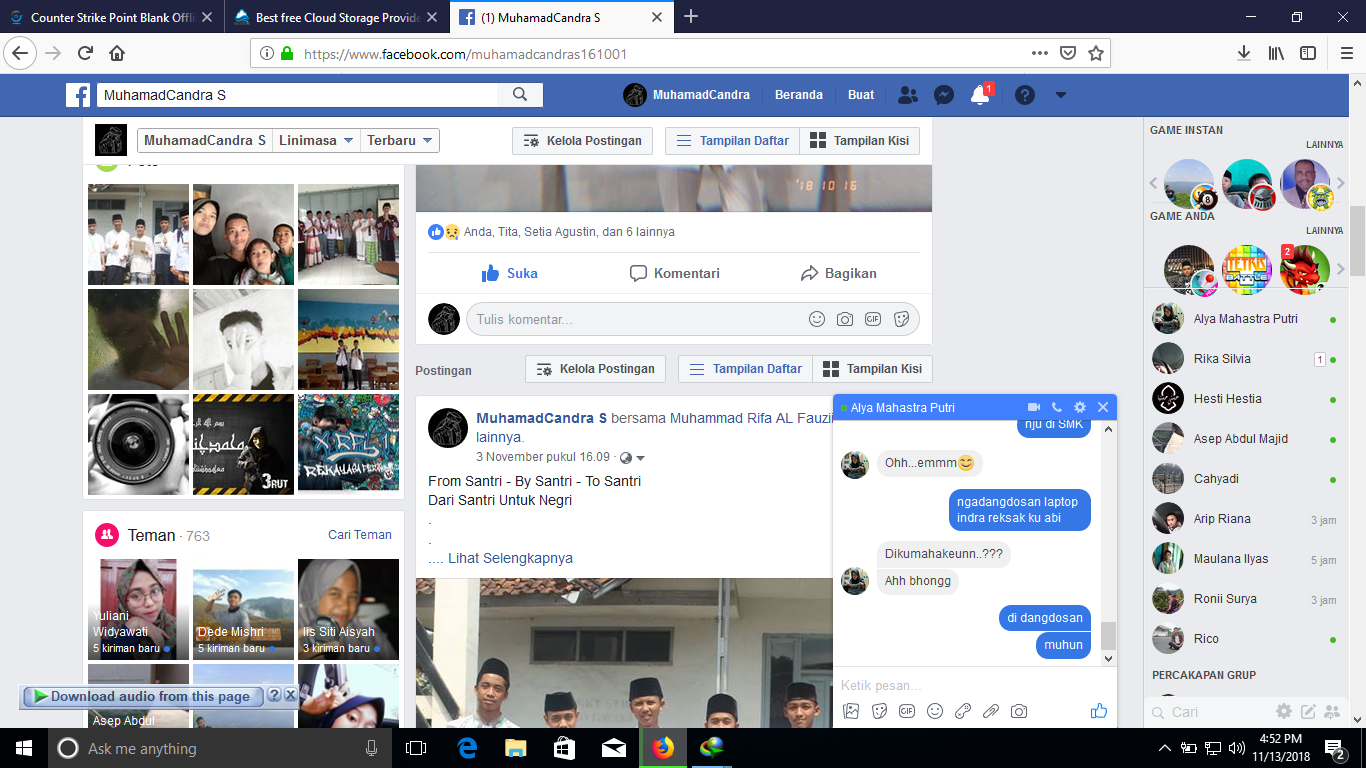 Counter Strike Point Blank Offli
Best free Cloud Storage Provide
(1) MuhamadCandra S
https://www.facebook.com/muhamadcandras161001
MuhamadCandra S
MuhamadCandra
Beranda
Buat
1
MuhamadCandra S
Linimasa
Terbaru
Kelola Postingan
Tampilan Daftar
Tampilan Kisi
'18 10 16
Anda, Tita, Setia Agustin, dan 6 lainnya
Suka
Komentari
Bagikan
Tulis komentar...
GIF
Postingan
Kelola Postingan
Tampilan Daftar
Tampilan Kisi
MuhamadCandra S bersama Muhammad Rifa AL Fauzi
lainnya.
3 November pukul 16.09 ·
From Santri - By Santri - To Santri
Dari Santri Untuk Negri
.
.
.... Lihat Selengkapnya
3RUT
Teman · 763
Cari Teman
Yuliani
Widyawati
5 kiriman baru
Dede Mishri
5 kiriman baru
Iis Siti Aisyah
3 kiriman baru
Asep Abdul
Download audio from this page
?
X
Alya Mahastra Putri
nju di SMK
Ohh...emmm😊
ngadangdosan laptop
indra reksak ku abi
Dikumahakeunn..???
Ahh bhongg
di dangdosan
muhun
Ketik pesan...
GIF
GAME INSTAN
LAINNYA
8
GAME ANDA
LAINNYA
TETRIS
BATTLE
2
Alya Mahastra Putri
Rika Silvia
1
Hesti Hestia
Asep Abdul Majid
Cahyadi
Arip Riana
3 jam
Maulana Ilyas
5 jam
Ronii Surya
3 jam
Rico
PERCAKAPAN GRUP
Cari
Ask me anything
4:52 PM
11/13/2018
2